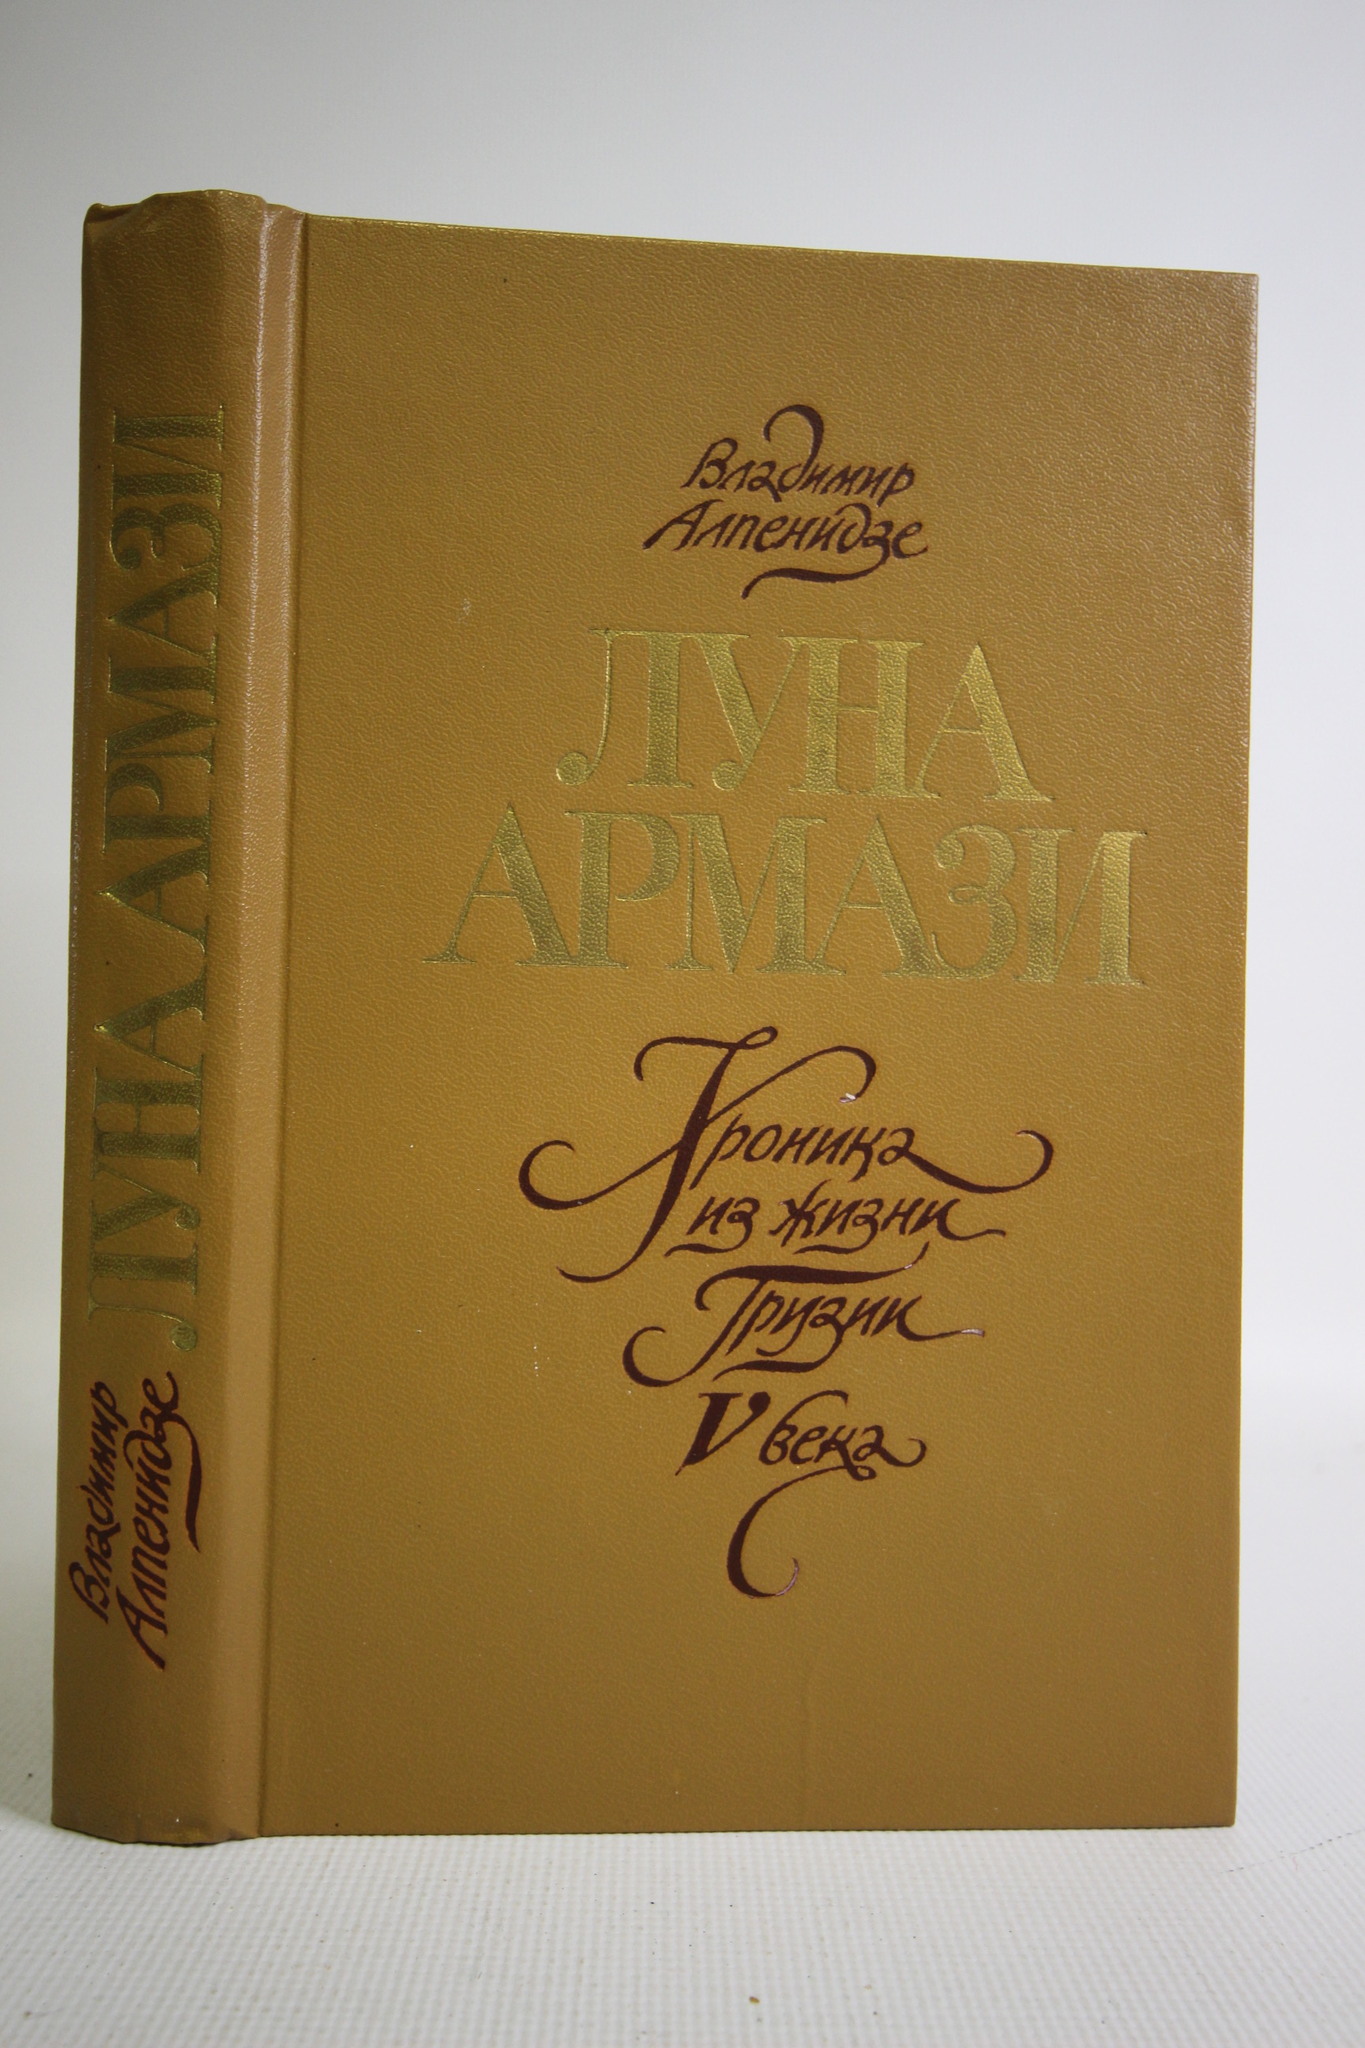 ЛУНА АРМАЗИ
Владимир
Алпенидзе
Владимир
Алпенидзе
ЛУНА
АРМАЗИ
Хроника
из жизни
Грузии
V века